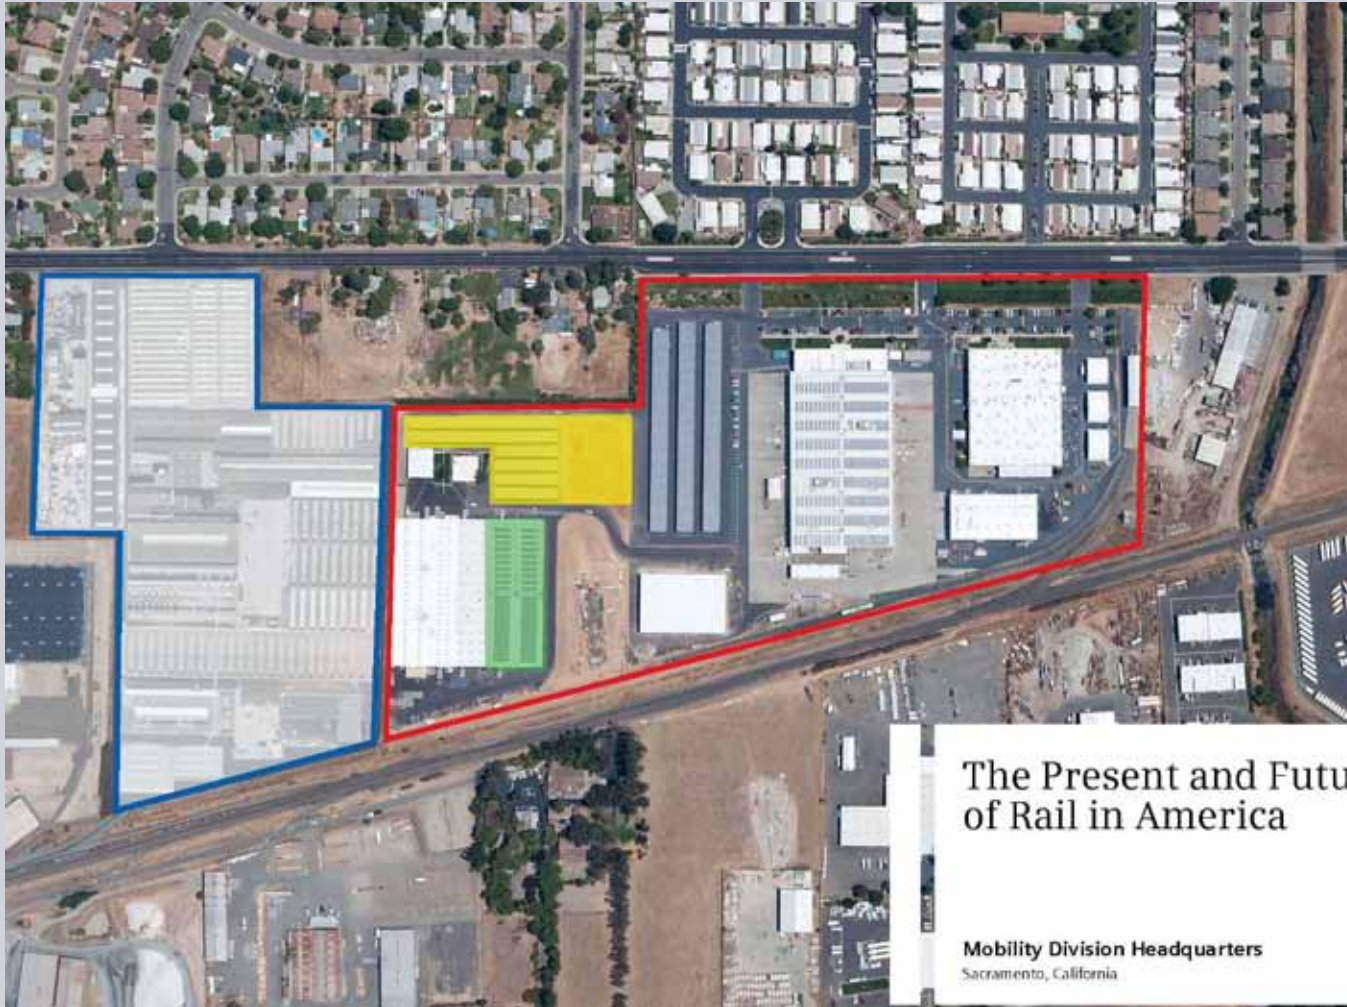 The Present and Futu
of Rail in America
Mobility Division Headquarters
Sacramento, California